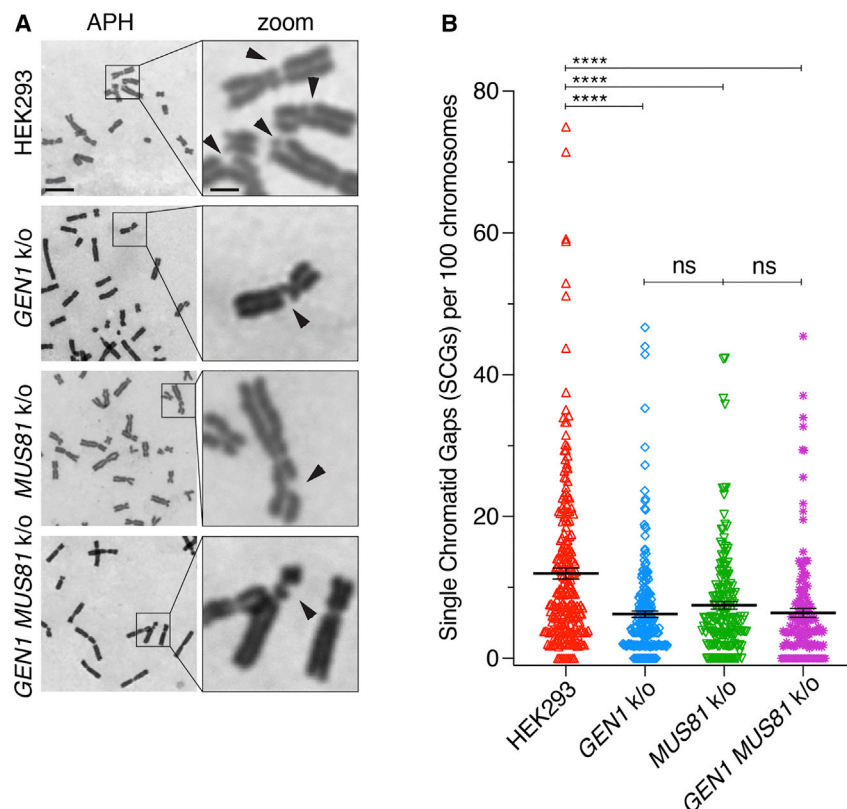 A
APH
zoom
HEK293
GEN1 k/o
MUS81 k/o
GEN1 MUS81 k/o
B
Single Chromatid Gaps (SCGs) per 100 chromosomes
****
****
****
80
60
ns
ns
40
20
0
HEK293
GEN1 k/o
MUS81 k/o
GEN1 MUS81 k/o